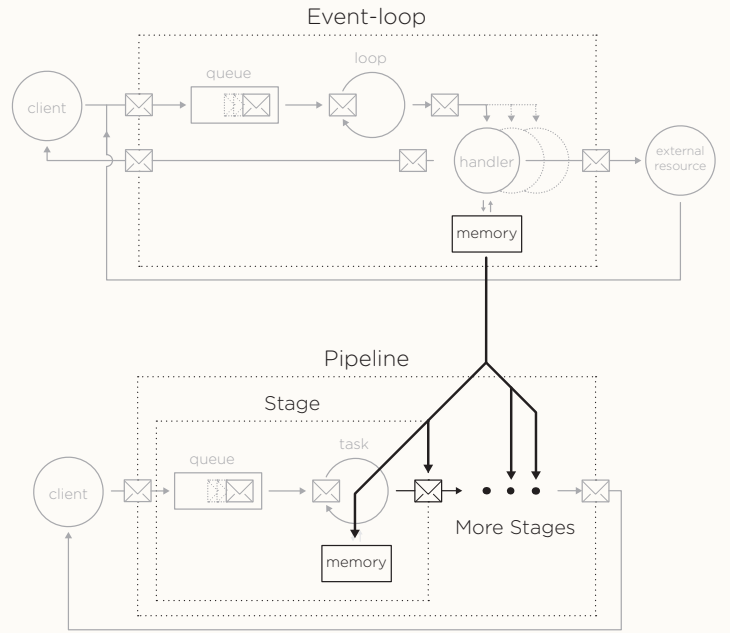 Event-loop
loop
queue
client
handler
external
resource
memory
Pipeline
Stage
task
queue
client
More Stages
memory